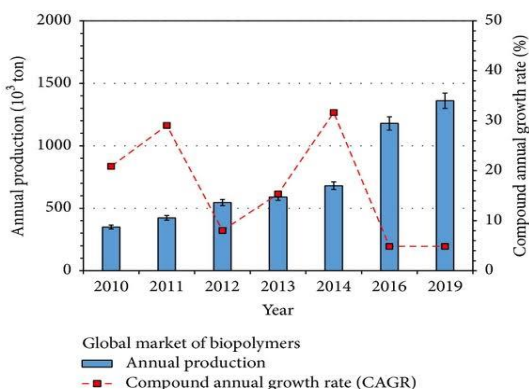 2000
1500
1000
500
0
Annual production (10³ ton)
50
40
30
20
10
0
Compound annual growth rate (%)
2010 2011 2012 2013 2014 2016 2019
Year
Global market of biopolymers
Annual production
Compound annual growth rate (CAGR)